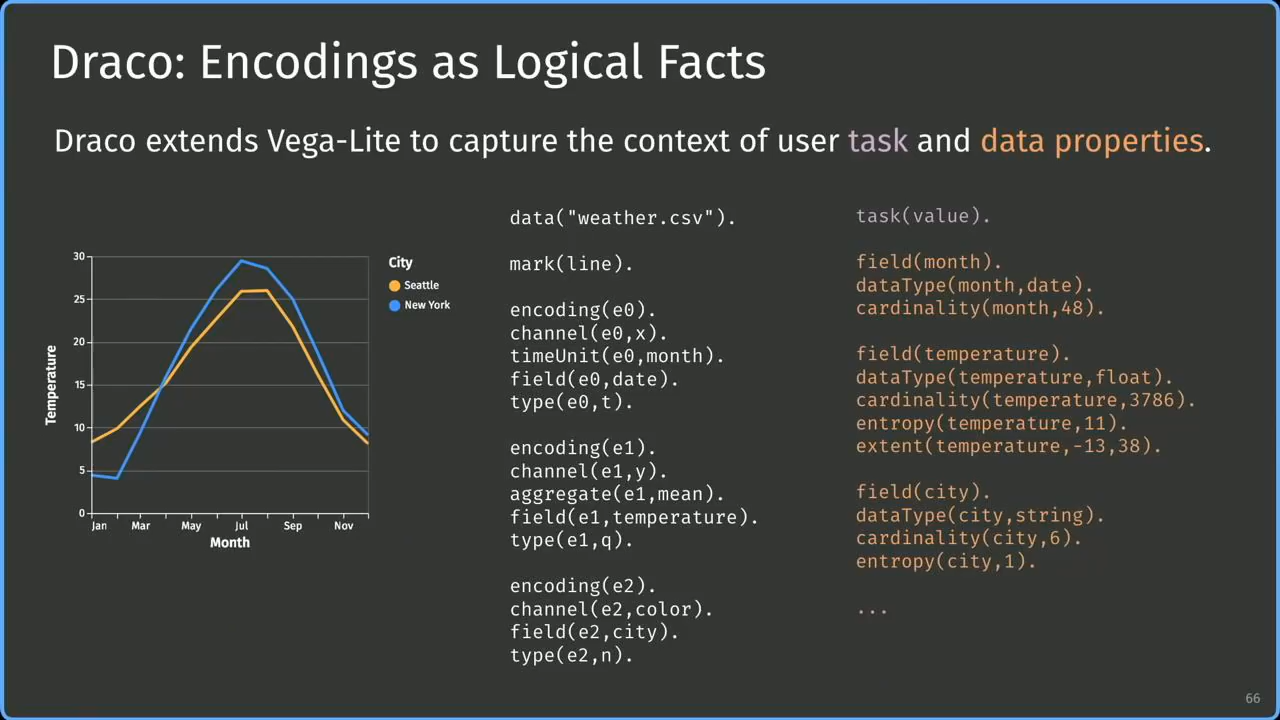 Draco: Encodings as Logical Facts
Draco extends Vega-Lite to capture the context of user task and data properties.
30
25
20
15
10
5
0
Temperature
Jan Mar May Jul Sep Nov
Month
City
Seattle
New York
data("weather.csv").
mark(line).
encoding(e0).
channel(e0,x).
timeUnit(e0,month).
field(e0,date).
type(e0,t).
encoding(e1).
channel(e1,y).
aggregate(e1,mean).
field(e1,temperature).
type(e1,q).
encoding(e2).
channel(e2,color).
field(e2,city).
type(e2,n).
task(value).
field(month).
dataType(month,date).
cardinality(month,48).
field(temperature).
dataType(temperature,float).
cardinality(temperature,3786).
entropy(temperature,11).
extent(temperature,-13,38).
field(city).
dataType(city,string).
cardinality(city,6).
entropy(city,1).
...
66